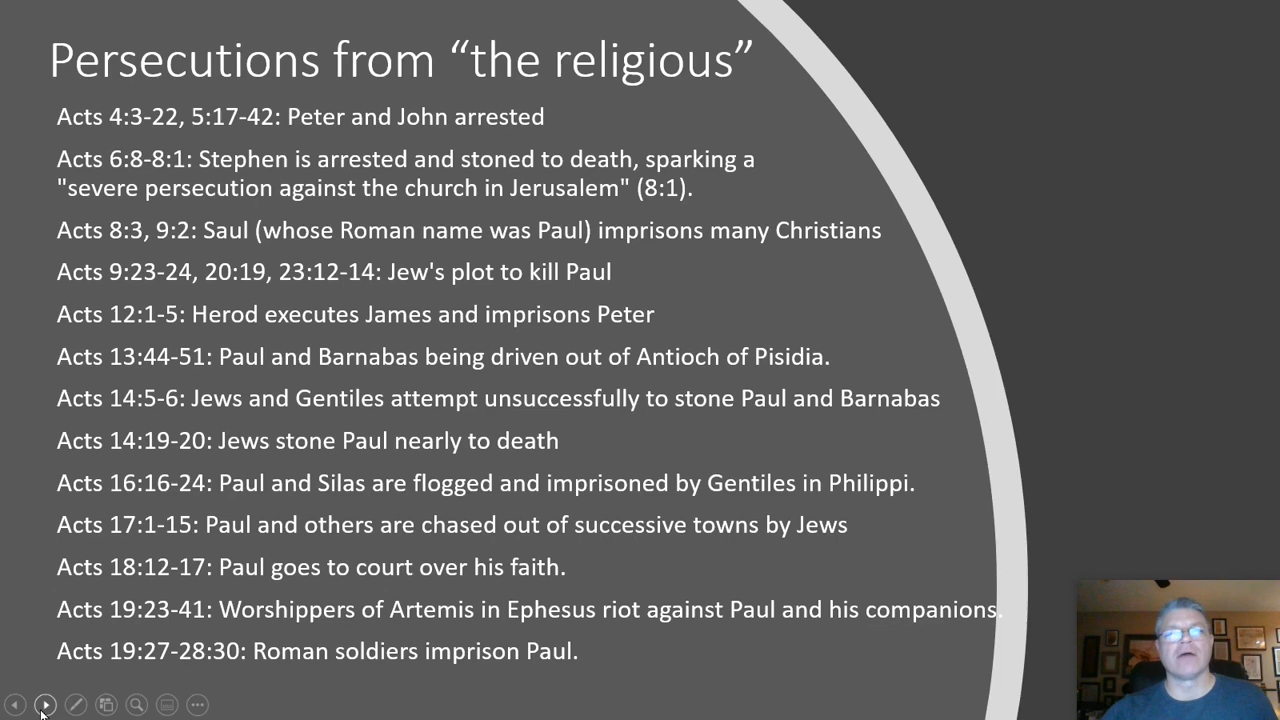 Persecutions from “the religious”
Acts 4:3-22, 5:17-42: Peter and John arrested
Acts 6:8-8:1: Stephen is arrested and stoned to death, sparking a
"severe persecution against the church in Jerusalem" (8:1).
Acts 8:3, 9:2: Saul (whose Roman name was Paul) imprisons many Christians
Acts 9:23-24, 20:19, 23:12-14: Jew's plot to kill Paul
Acts 12:1-5: Herod executes James and imprisons Peter
Acts 13:44-51: Paul and Barnabas being driven out of Antioch of Pisidia.
Acts 14:5-6: Jews and Gentiles attempt unsuccessfully to stone Paul and Barnabas
Acts 14:19-20: Jews stone Paul nearly to death
Acts 16:16-24: Paul and Silas are flogged and imprisoned by Gentiles in Philippi.
Acts 17:1-15: Paul and others are chased out of successive towns by Jews
Acts 18:12-17: Paul goes to court over his faith.
Acts 19:23-41: Worshippers of Artemis in Ephesus riot against Paul and his companions.
Acts 19:27-28:30: Roman soldiers imprison Paul.